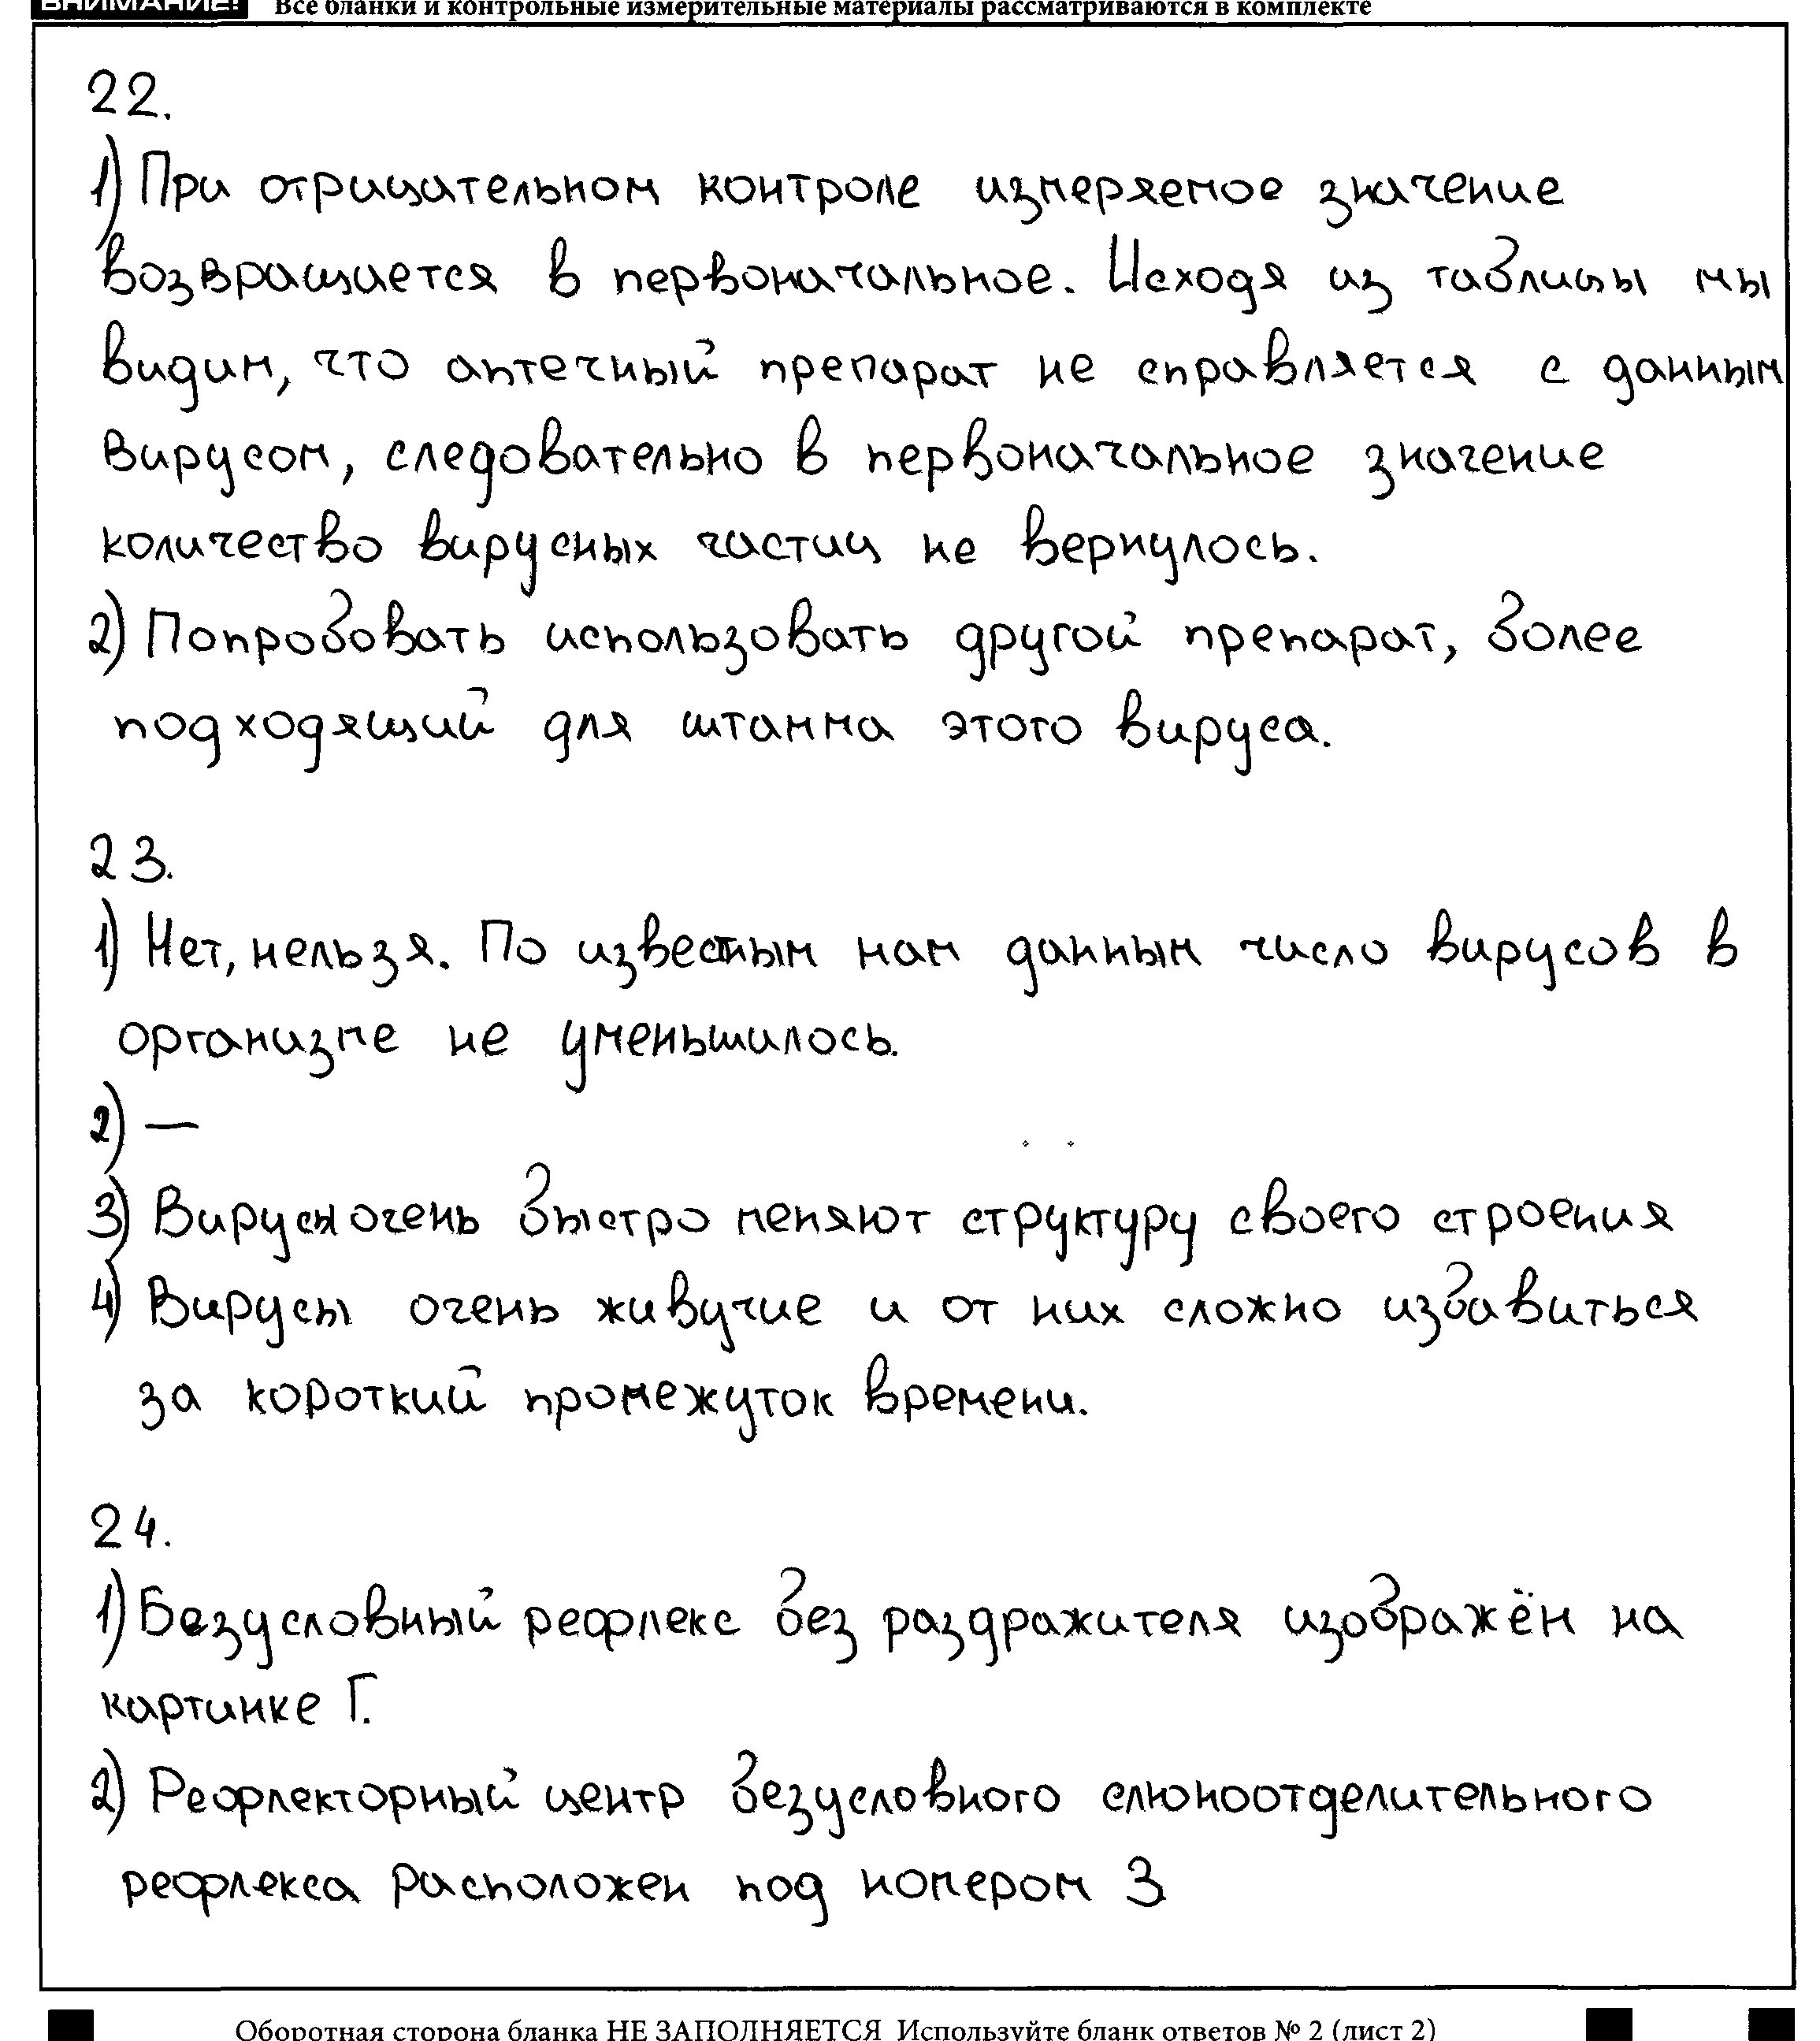 ВНИМАНИЕ! Все бланки и контрольные измерительные материалы рассматриваются в комплекте
22.
1) При отрицательном контроле измеряемое значение
возвращается в первоначальное. Исходя из таблицы мы
видим, что аптечный препарат не справляется с данным
вирусом, следовательно в первоначальное значение
количество вирусных частиц не вернулось.
2) Попробовать использовать другой препарат, более
подходящий для штамма этого вируса.
23.
1) Нет, нельзя. По известным нам данным число вирусов в
организме не уменьшилось.
2) —
3) Вирусы очень быстро меняют структуру своего строения
4) Вирусы очень живучие и от них сложно избавиться
за короткий промежуток времени.
24.
1) Безусловный рефлекс без раздражителя изображён на
картинке Г.
2) Рефлекторный центр безусловного слюноотделительного
рефлекса расположен под номером 3
Оборотная сторона бланка НЕ ЗАПОЛНЯЕТСЯ Используйте бланк ответов № 2 (лист 2)